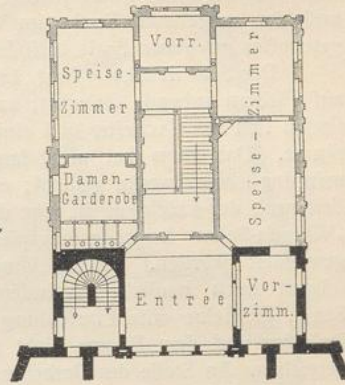 Vorr.
Speise-
Zimmer
Zimmer
Speise-
Damen-
Garderobe
Entrée
Vor-
zimm.